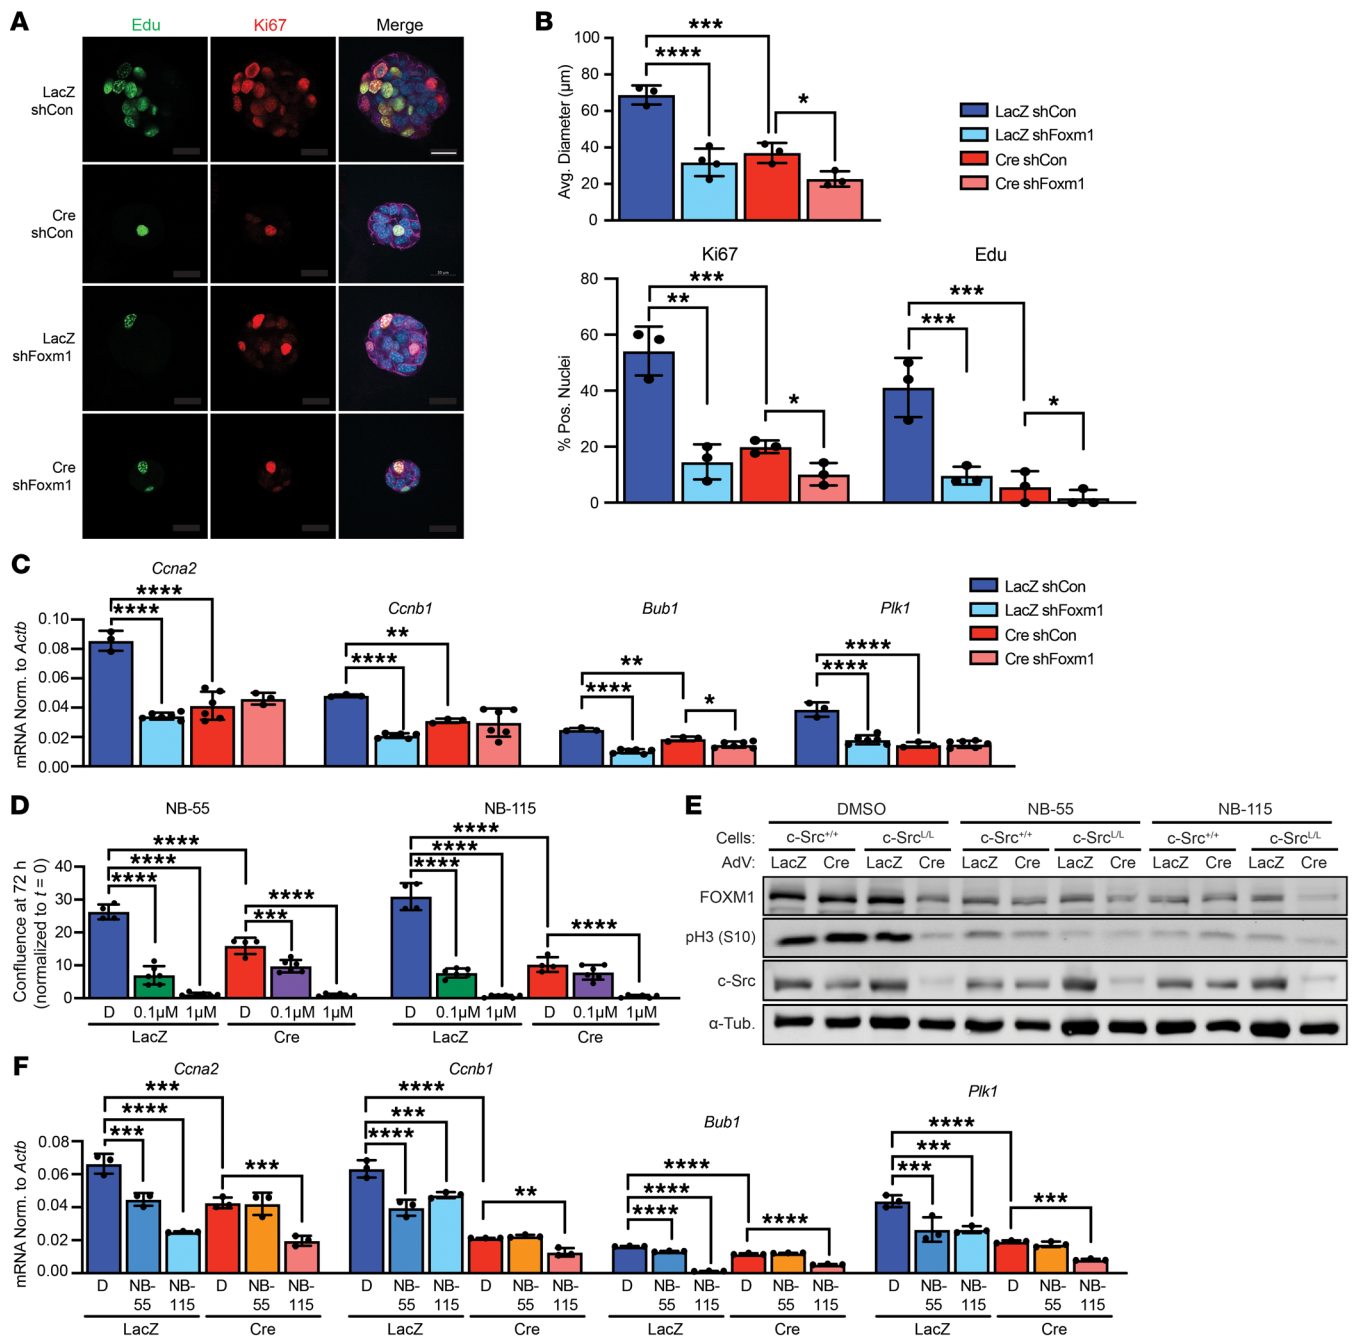 A
Edu Ki67 Merge
LacZ
shCon
Cre
shCon
LacZ
shFoxm1
Cre
shFoxm1
B
Avg. Diameter (µm)
100
80
60
40
20
0
***
****
*
LacZ shCon
LacZ shFoxm1
Cre shCon
Cre shFoxm1
Ki67 Edu
% Pos. Nuclei
80
60
40
20
0
***
**
*
***
***
*
C
Ccna2 Ccnb1 Bub1 Plk1
mRNA Norm. to Actb
0.10
0.08
0.06
0.04
0.02
0.00
****
****
**
****
**
****
*
****
****
LacZ shCon
LacZ shFoxm1
Cre shCon
Cre shFoxm1
D
NB-55 NB-115
Confluence at 72 h
(normalized to t = 0)
40
30
20
10
0
****
****
****
****
***
****
****
****
****
D 0.1µM 1µM D 0.1µM 1µM D 0.1µM 1µM D 0.1µM 1µM
LacZ Cre LacZ Cre
E
DMSO NB-55 NB-115
Cells: c-Src+/+ c-SrcL/L c-Src+/+ c-SrcL/L c-Src+/+ c-SrcL/L
AdV: LacZ Cre LacZ Cre LacZ Cre LacZ Cre LacZ Cre LacZ Cre
FOXM1
pH3 (S10)
c-Src
α-Tub.
F
Ccna2 Ccnb1 Bub1 Plk1
mRNA Norm. to Actb
0.08
0.06
0.04
0.02
0.00
***
****
***
***
****
***
****
**
****
****
****
****
****
***
***
***
D NB-55 NB-115 D NB-55 NB-115 D NB-55 NB-115 D NB-55 NB-115 D NB-55 NB-115 D NB-55 NB-115 D NB-55 NB-115 D NB-55 NB-115
LacZ Cre LacZ Cre LacZ Cre LacZ Cre